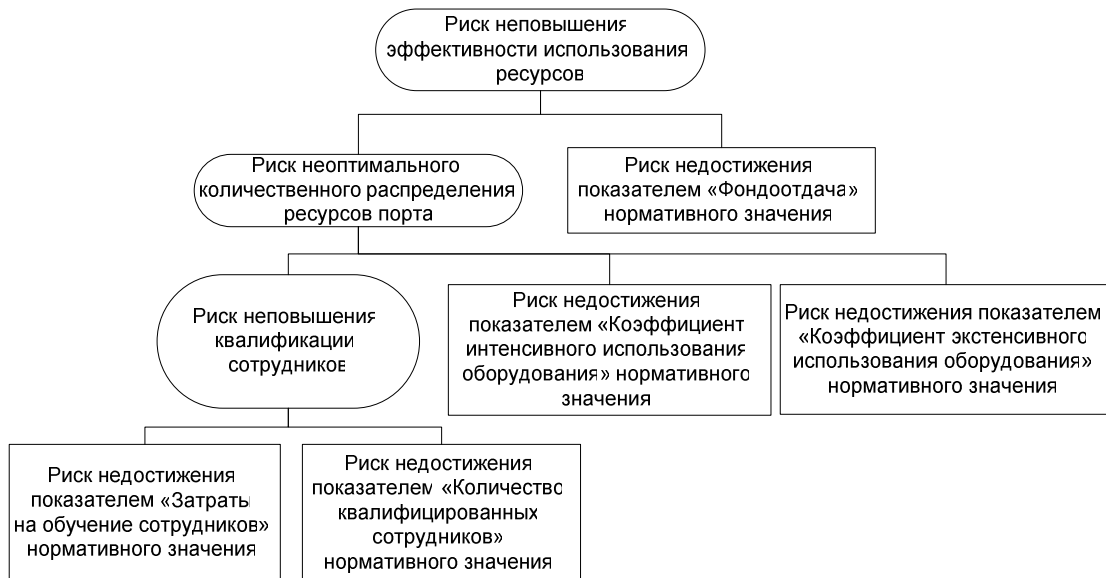 Риск неповышения
эффективности использования
ресурсов
Риск неоптимального
количественного распределения
ресурсов порта
Риск недостижения
показателем «Фондоотдача»
нормативного значения
Риск неповышения
квалификации
сотрудников
Риск недостижения
показателем «Коэффициент
интенсивного использования
оборудования» нормативного
значения
Риск недостижения показателем
«Коэффициент экстенсивного
использования оборудования»
нормативного значения
Риск недостижения
показателем «Затраты
на обучение сотрудников»
нормативного значения
Риск недостижения
показателем «Количество
квалифицированных
сотрудников»
нормативного значения